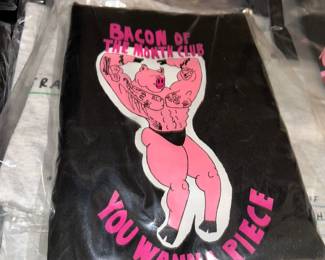 BACON OF
THE MONTH CLUB
YOU WANNA PIECE